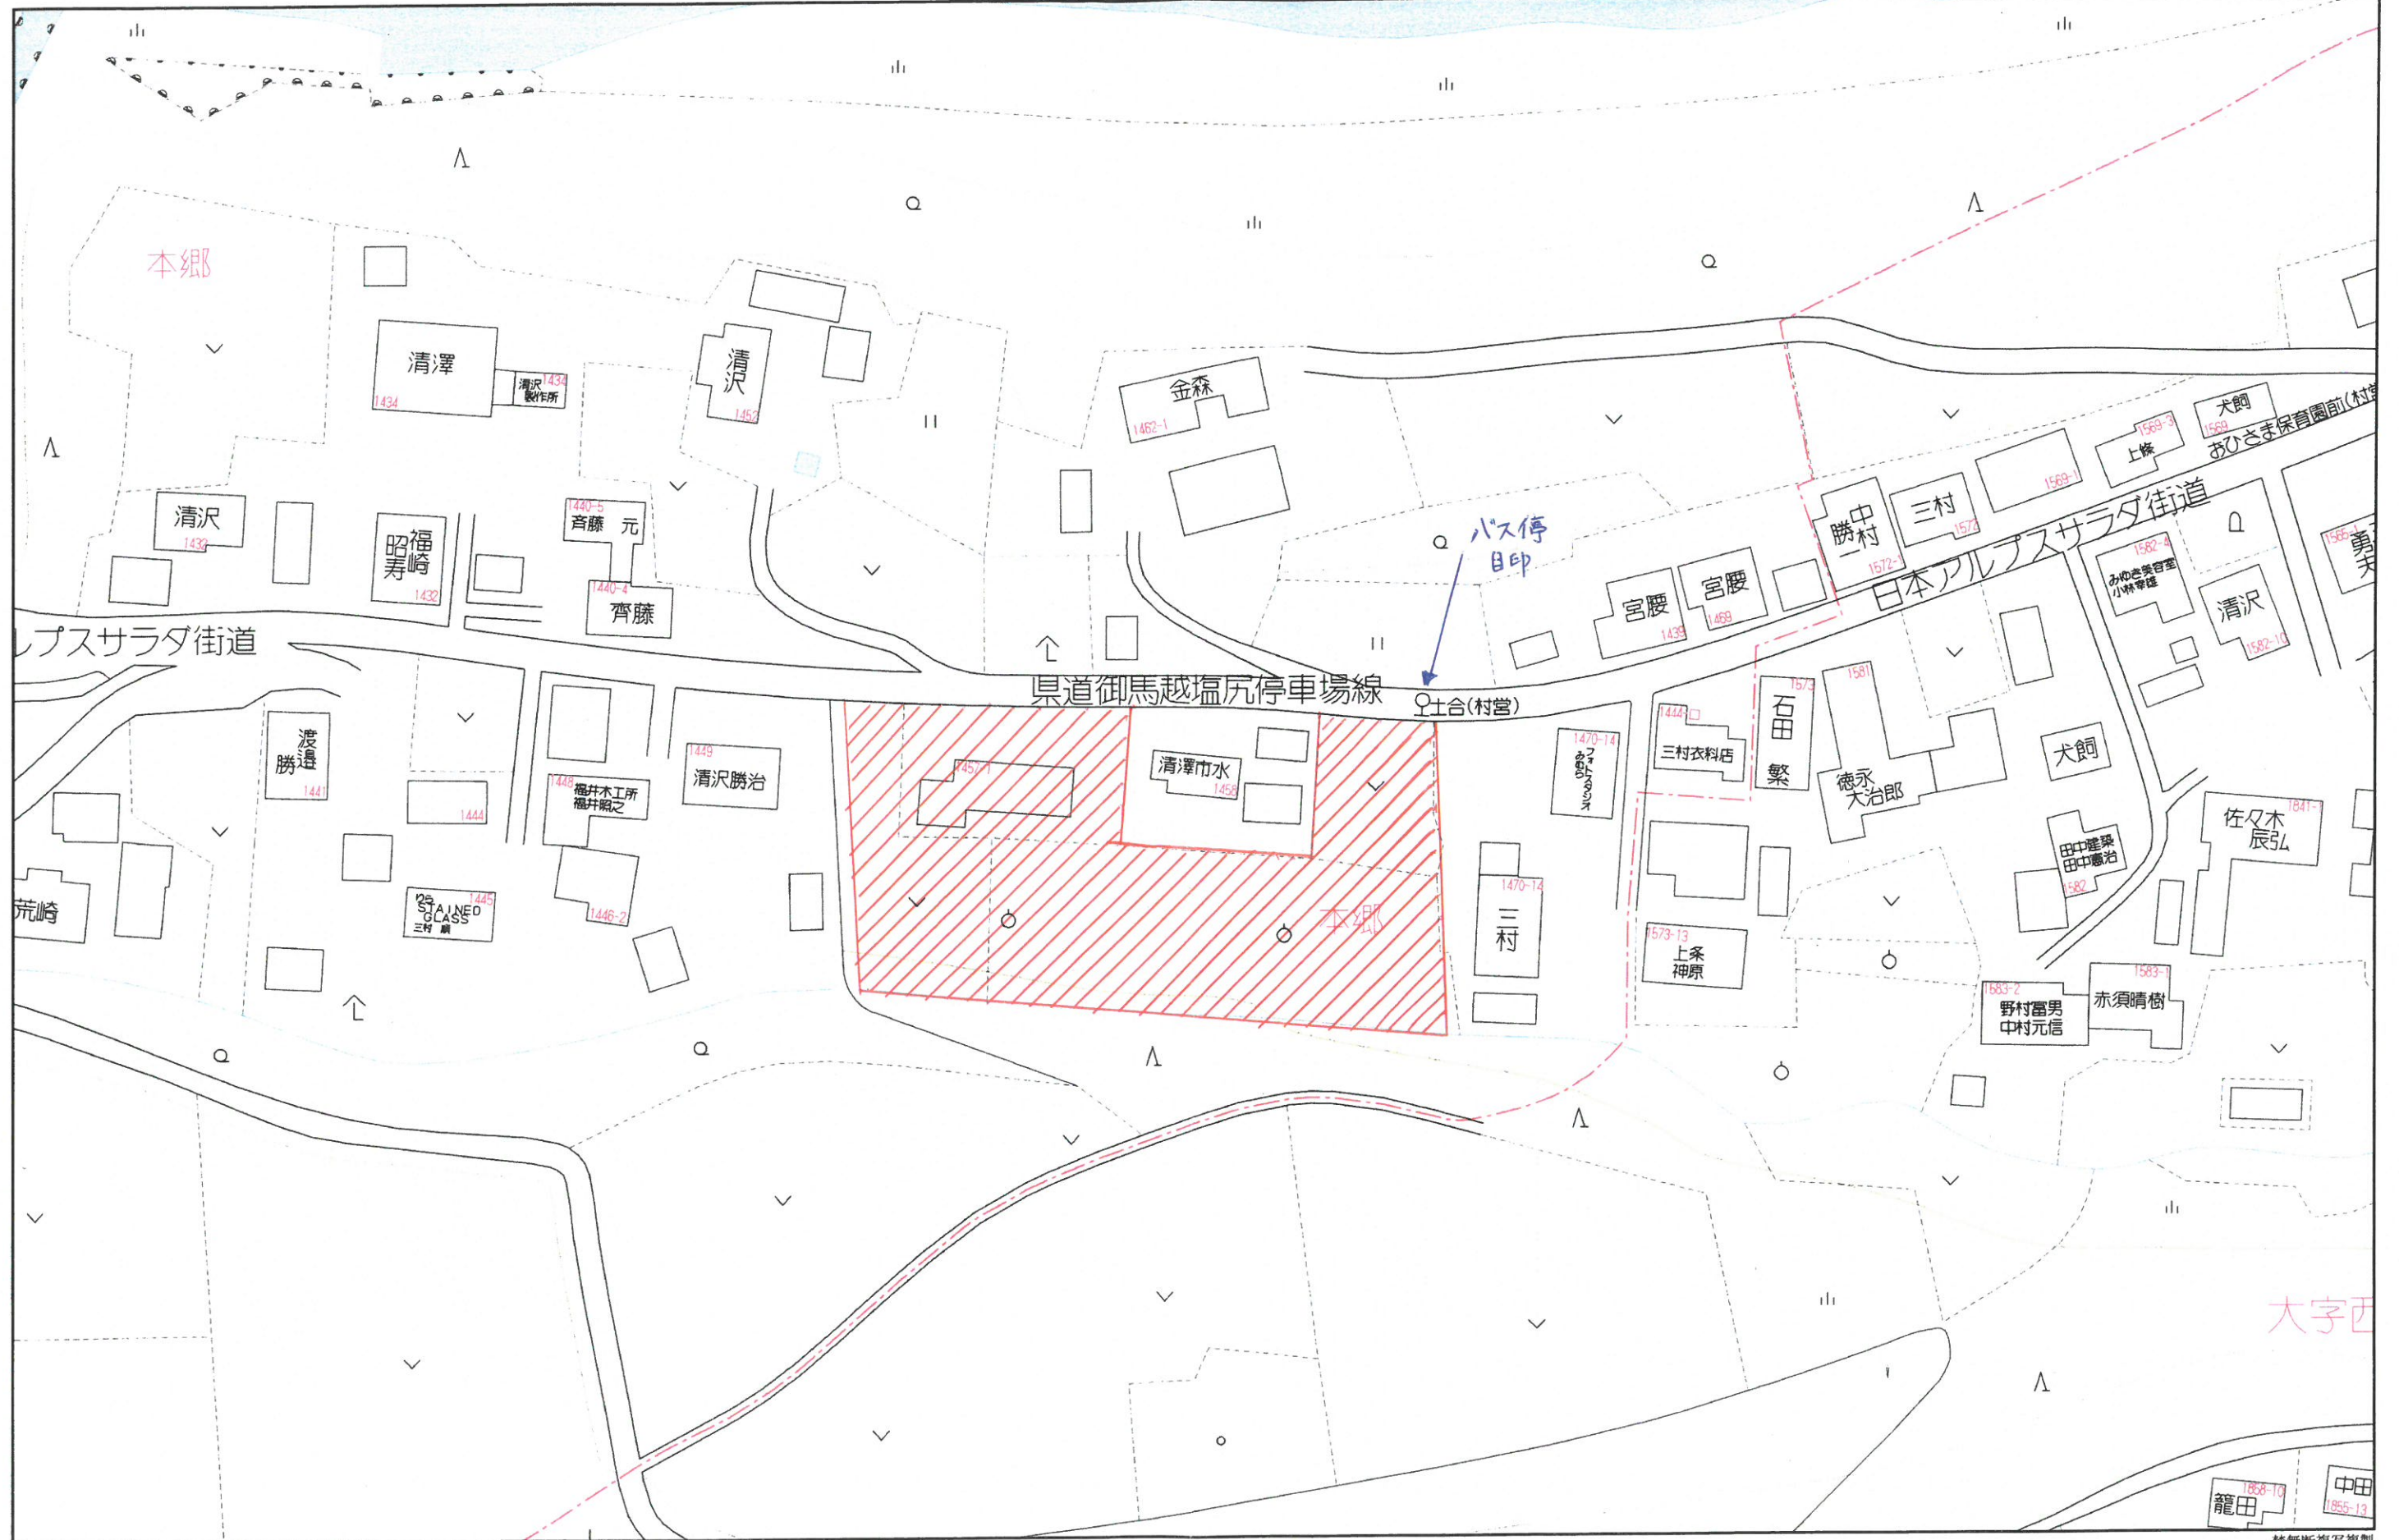 本郷
清澤
1434
清沢
製作所
1434
清沢
1452
金森
1462-1
バス停
目印
清沢
1433
福崎
昭寿
1432
1440-5
斉藤 元
1440-4
齊藤
宮腰
1439
宮腰
1469
中村
勝一
1572-1
三村
1572
1569-1
1569-3
上條
犬飼
1569
おひさま保育園前(村営
日本アルプスサラダ街道
ルプスサラダ街道
県道御馬越塩尻停車場線
土合(村営)
1582-4
みゆき美容室
小林幸雄
清沢
1582-10
1565-1
渡邉
勝
1441
1444
1448
福井木工所
福井照之
1449
清沢勝治
1457-1
清澤市水
1458
1470-14
フォトスタジオ
みむら
三村衣料店
1573
石田 繁
1581
徳永
大治郎
犬飼
田中建築
田中憲治
1582
1841-1
佐々木
辰弘
荒崎
1445
STAINED
GLASS
1446-2
本郷
1470-14
三村
1573-13
上条
神原
1583-2
野村富男
中村元信
1583-1
赤須晴樹
大字西
1858-10
籠田
中田
1855-13